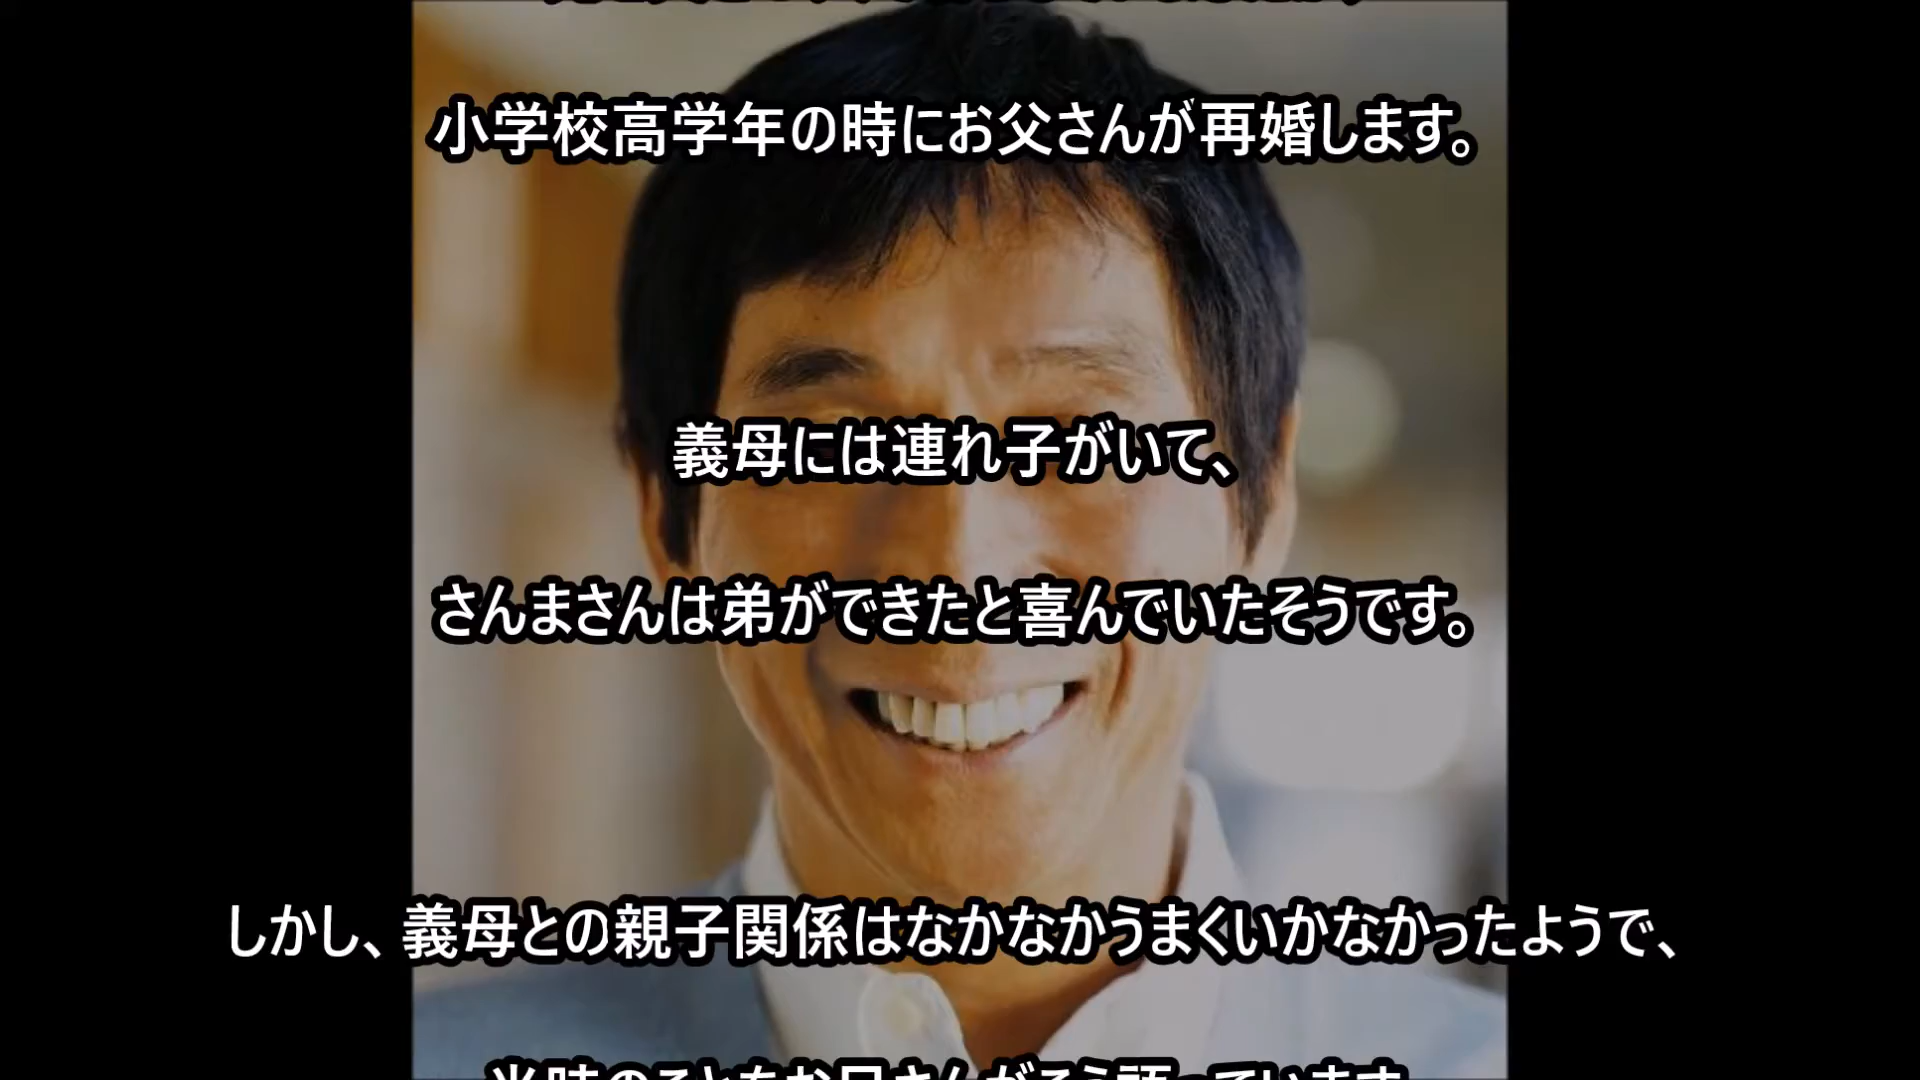 小学校高学年の時にお父さんが再婚します。
義母には連れ子がいて、
さんまさんは弟ができたと喜んでいたそうです。
しかし、義母との親子関係はなかなかうまくいかなかったようで、